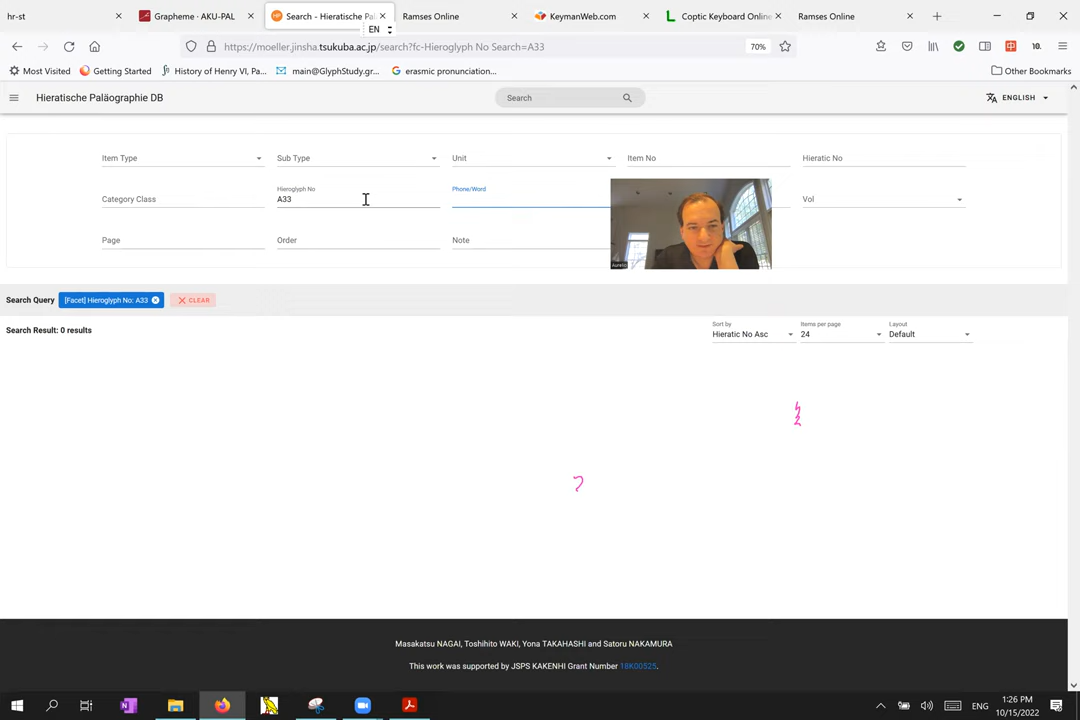 hr-st
Grapheme · AKU-PAL
Search - Hieratische Pal
Ramses Online
KeymanWeb.com
Coptic Keyboard Online
Ramses Online
EN
https://moeller.jinsha.tsukuba.ac.jp/search?fc-Hieroglyph No Search=A33
70%
Most Visited
Getting Started
History of Henry VI, Pa...
main@GlyphStudy.gr...
erasmic pronunciation...
Other Bookmarks
Hieratische Paläographie DB
Search
ENGLISH
Item Type
Sub Type
Unit
Item No
Hieratic No
Category Class
Hieroglyph No
A33
Phone/Word
Vol
Page
Order
Note
Search Query
[Facet] Hieroglyph No: A33
CLEAR
Search Result: 0 results
Sort by
Hieratic No Asc
Items per page
24
Layout
Default
Masakatsu NAGAI, Toshihito WAKI, Yona TAKAHASHI and Satoru NAKAMURA
This work was supported by JSPS KAKENHI Grant Number 18K00525.
ENG
1:26 PM
10/15/2022